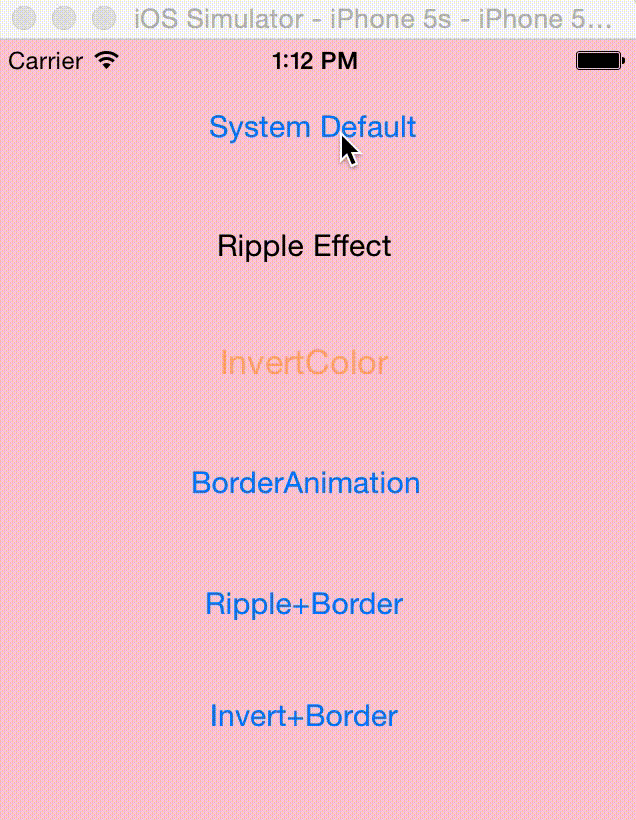 iOS Simulator - iPhone 5s - iPhone 5...
Carrier 1:12 PM
System Default
Ripple Effect
InvertColor
BorderAnimation
Ripple+Border
Invert+Border